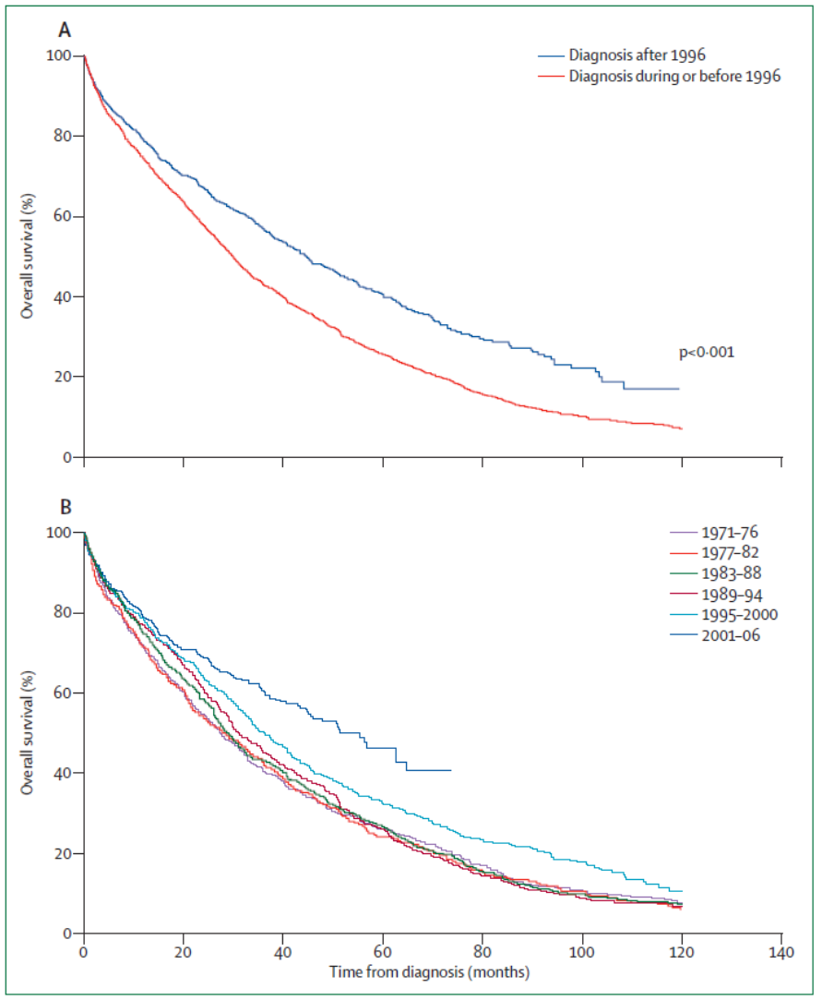 A
100
80
60
40
20
0
Overall survival (%)
Diagnosis after 1996
Diagnosis during or before 1996
p<0·001
B
100
80
60
40
20
0
Overall survival (%)
1971–76
1977–82
1983–88
1989–94
1995–2000
2001–06
0 20 40 60 80 100 120 140
Time from diagnosis (months)